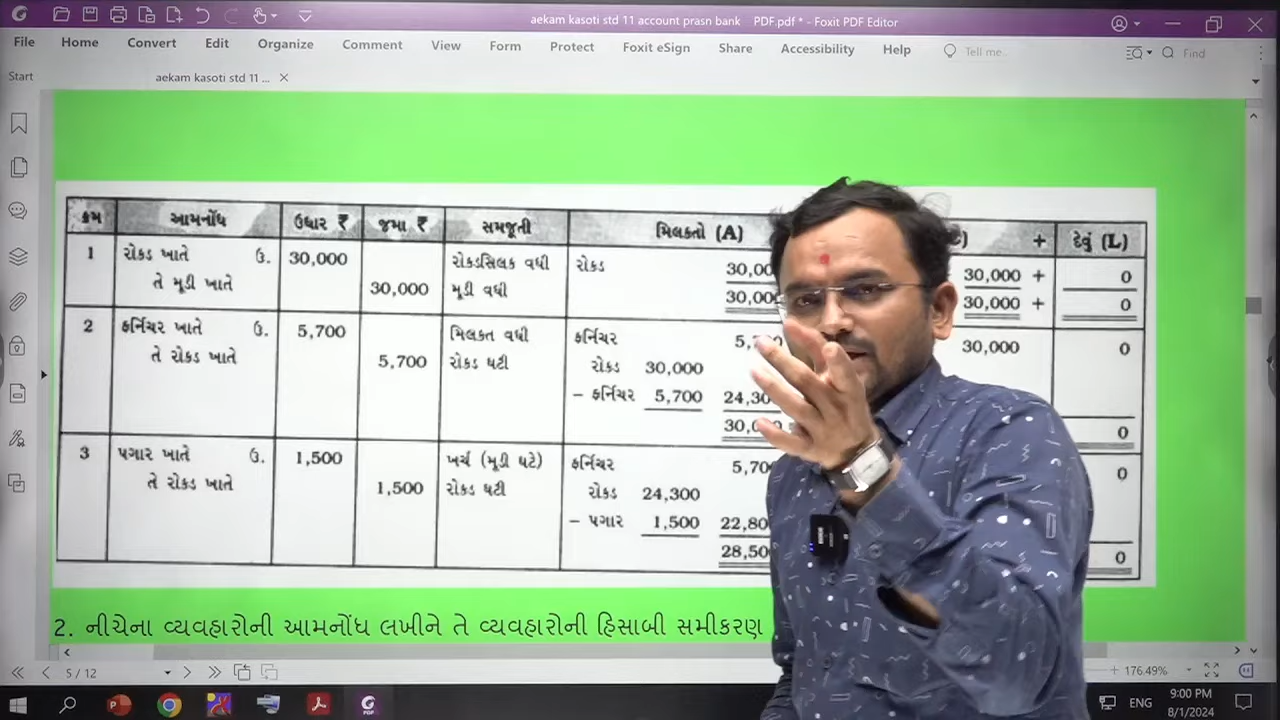 aekam kasoti std 11 account prasn bank PDF.pdf * - Foxit PDF Editor
File Home Convert Edit Organize Comment View Form Protect Foxit eSign Share Accessibility Help Tell me... Find
Start aekam kasoti std 11 ...
ક્રમ આમનોંધ ઉધાર ₹ જમા ₹ સમજૂતી મિલકતો (A) + દેવું (L)
1 રોકડ ખાતે ઉ. 30,000 રોકડસિલક વધી રોકડ 30,000 + 0
તે મૂડી ખાતે 30,000 મૂડી વધી 30,000 + 0
2 ફર્નિચર ખાતે ઉ. 5,700 મિલકત વધી ફર્નિચર 30,000 0
તે રોકડ ખાતે 5,700 રોકડ ઘટી રોકડ 30,000
– ફર્નિચર 5,700
0
3 પગાર ખાતે ઉ. 1,500 ખર્ચ (મૂડી ઘટે) ફર્નિચર 0
તે રોકડ ખાતે 1,500 રોકડ ઘટી રોકડ 24,300
– પગાર 1,500
0
2. નીચેના વ્યવહારોની આમનોંધ લખીને તે વ્યવહારોની હિસાબી સમીકરણ
5 / 12 176.49%
ENG 9:00 PM
8/1/2024